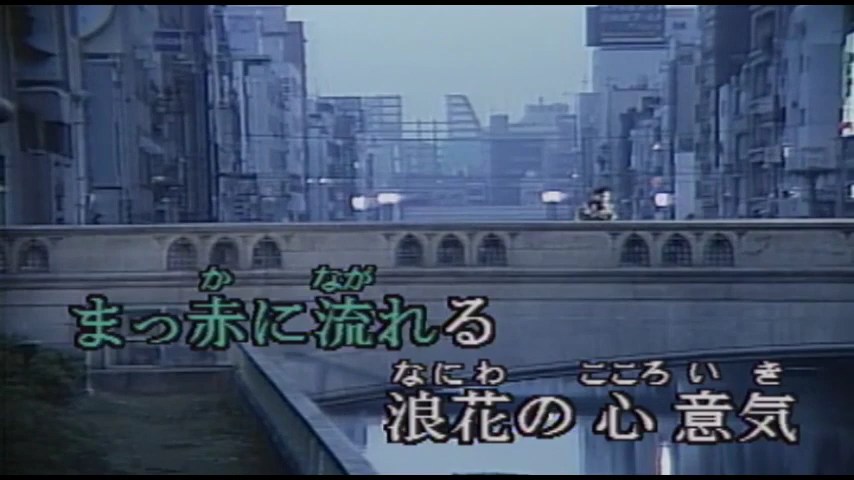 か なが
まっ赤に流れる
なにわ こころ いき
浪花の 心 意気